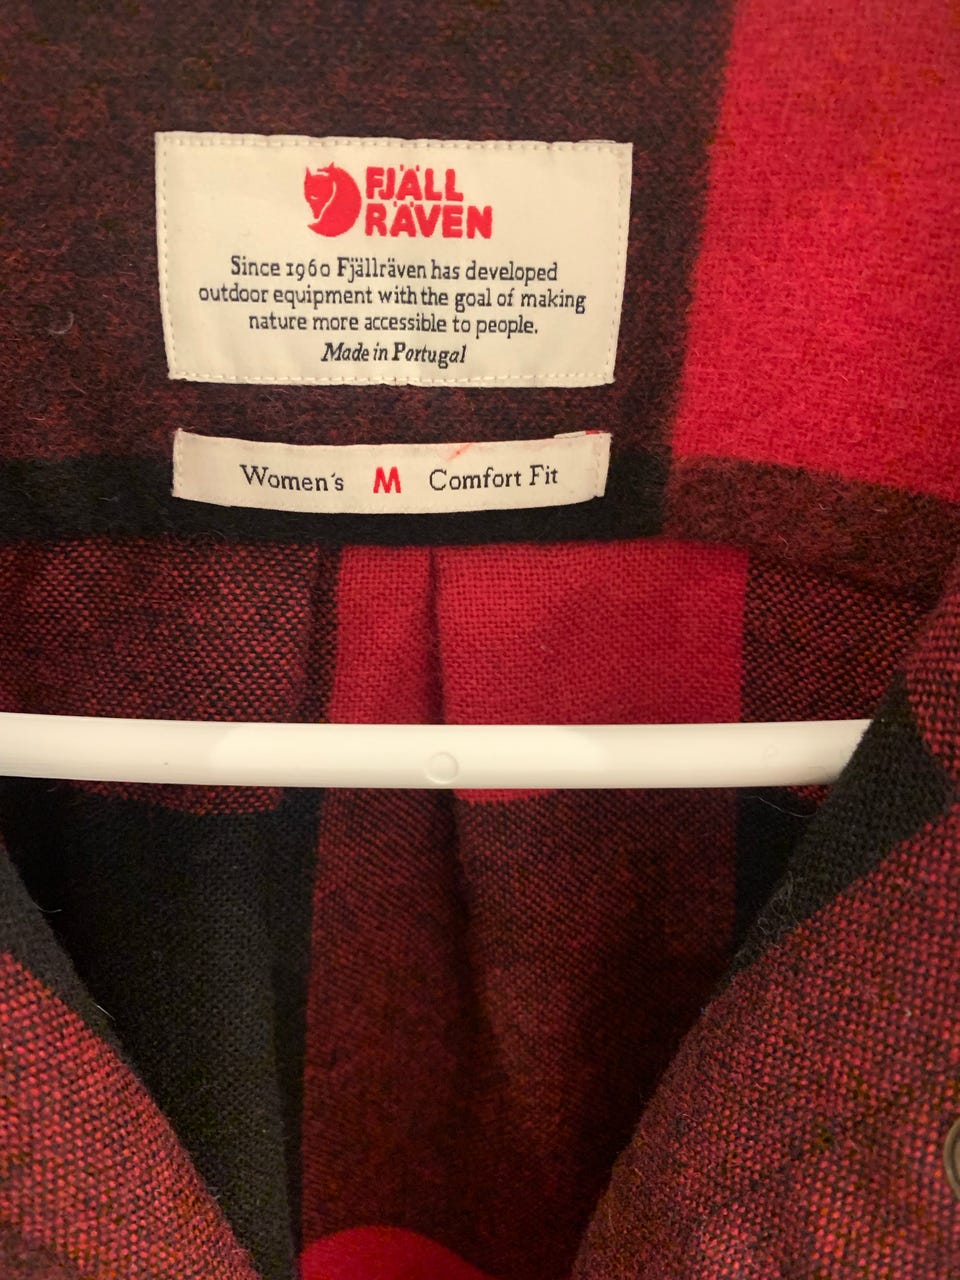 FJÄLL
RÄVEN
Since 1960 Fjällräven has developed
outdoor equipment with the goal of making
nature more accessible to people.
Made in Portugal
Women's M Comfort Fit